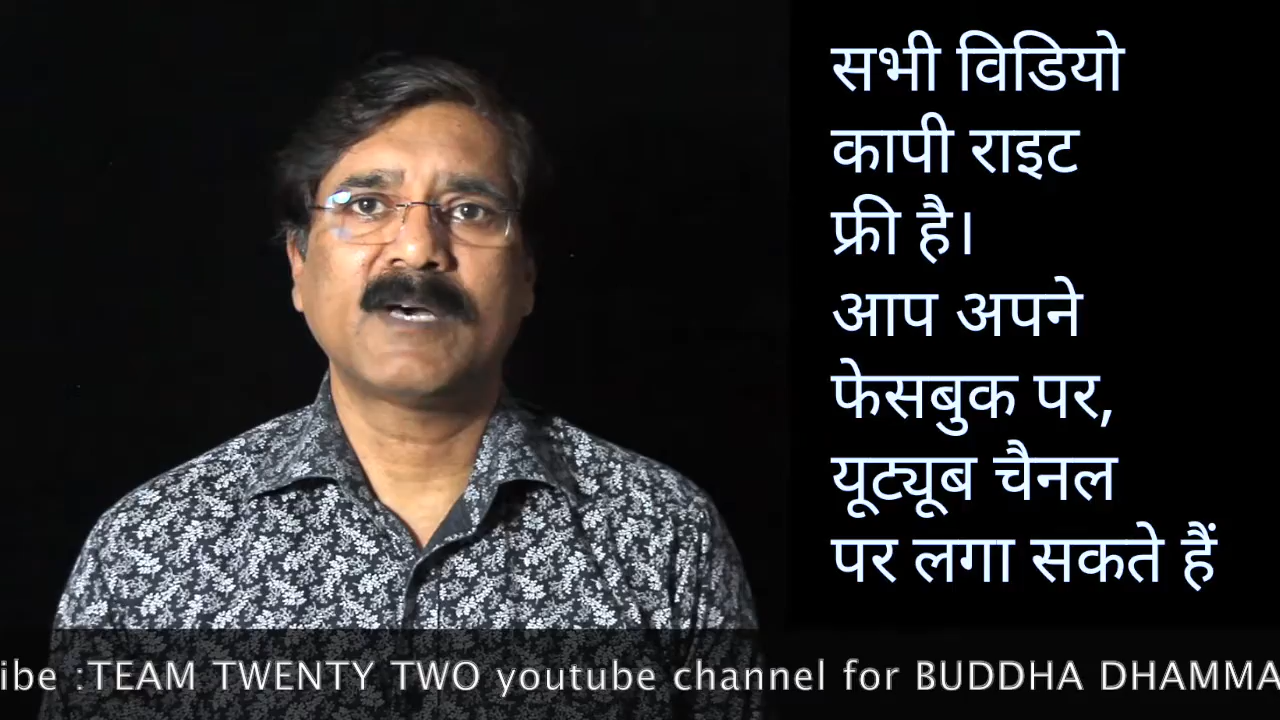 सभी विडियो
कापी राइट
फ्री है।
आप अपने
फेसबुक पर,
यूट्यूब चैनल
पर लगा सकते हैं
ibe :TEAM TWENTY TWO youtube channel for BUDDHA DHAMMA